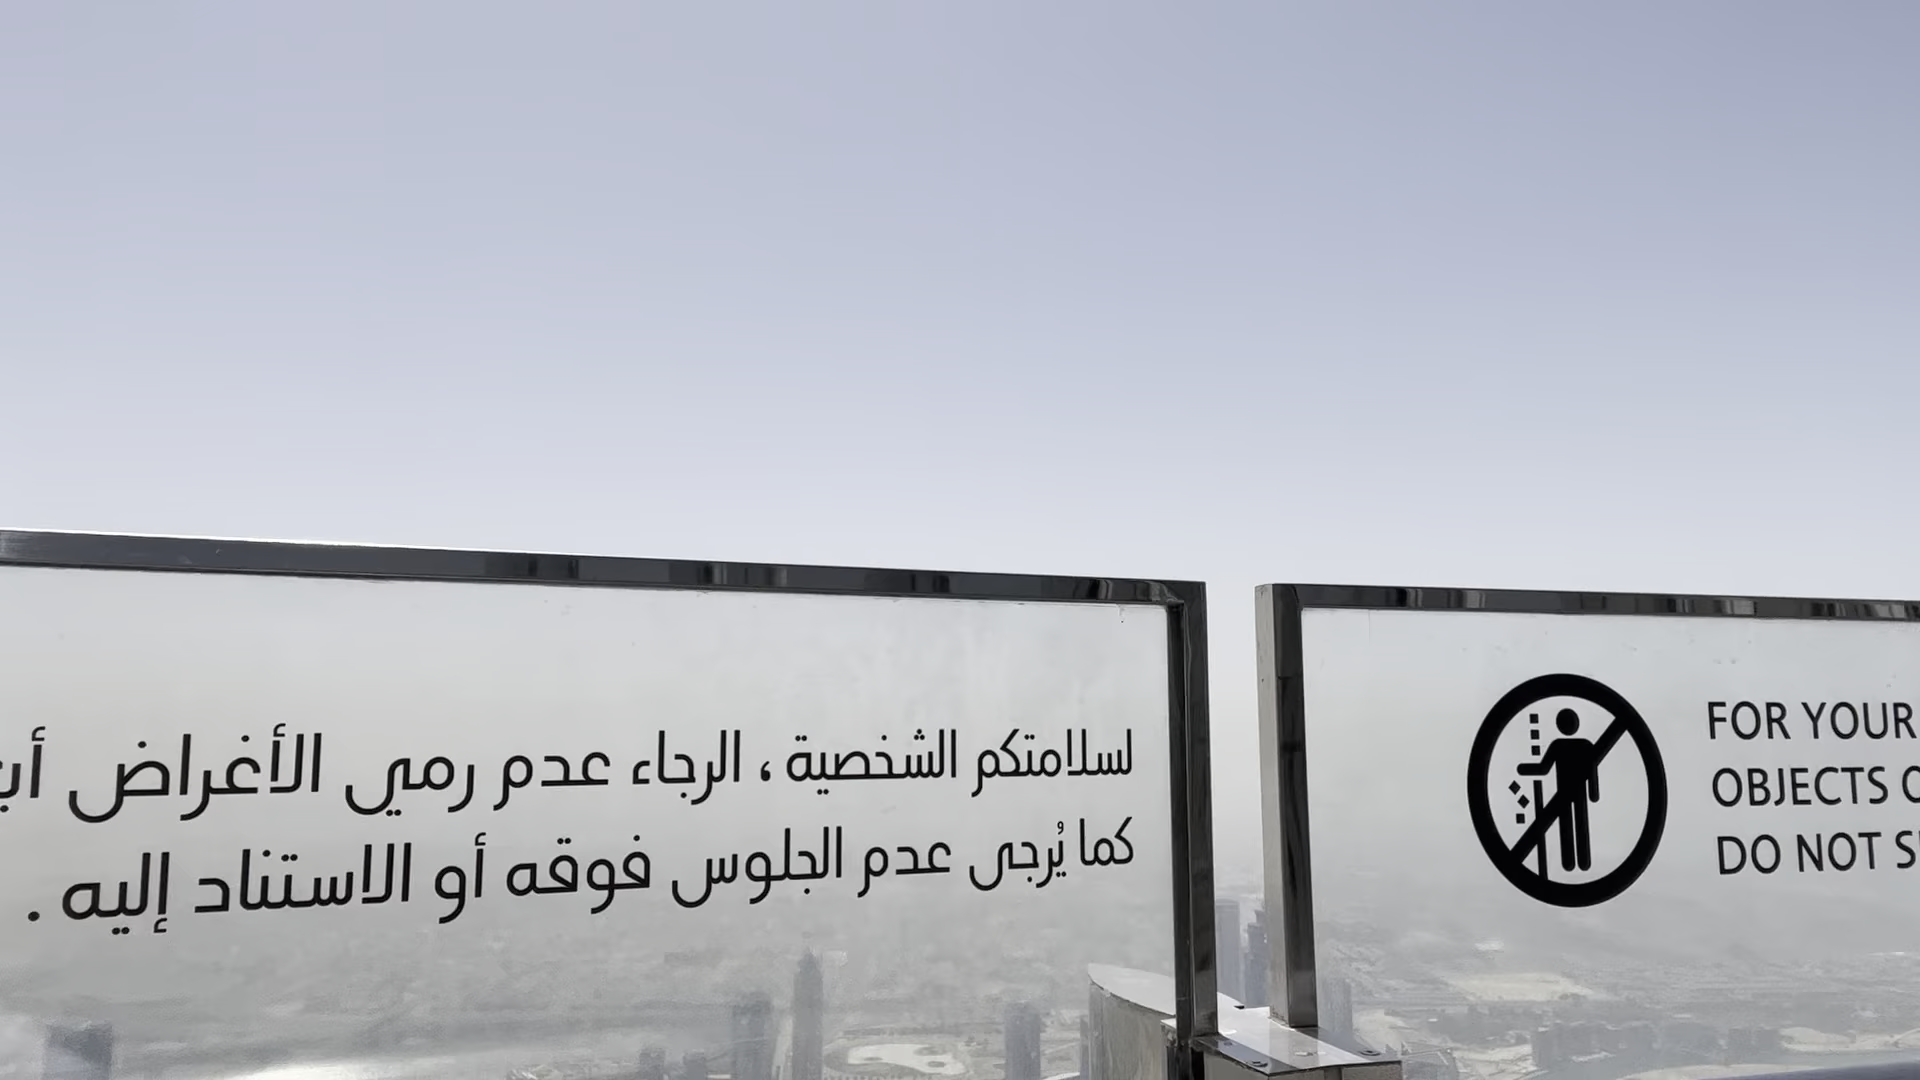 لسلامتكم الشخصية ، الرجاء عدم رمي الأغراض
كما يُرجى عدم الجلوس فوقه أو الاستناد إليه .
FOR YOUR
OBJECTS
DO NOT